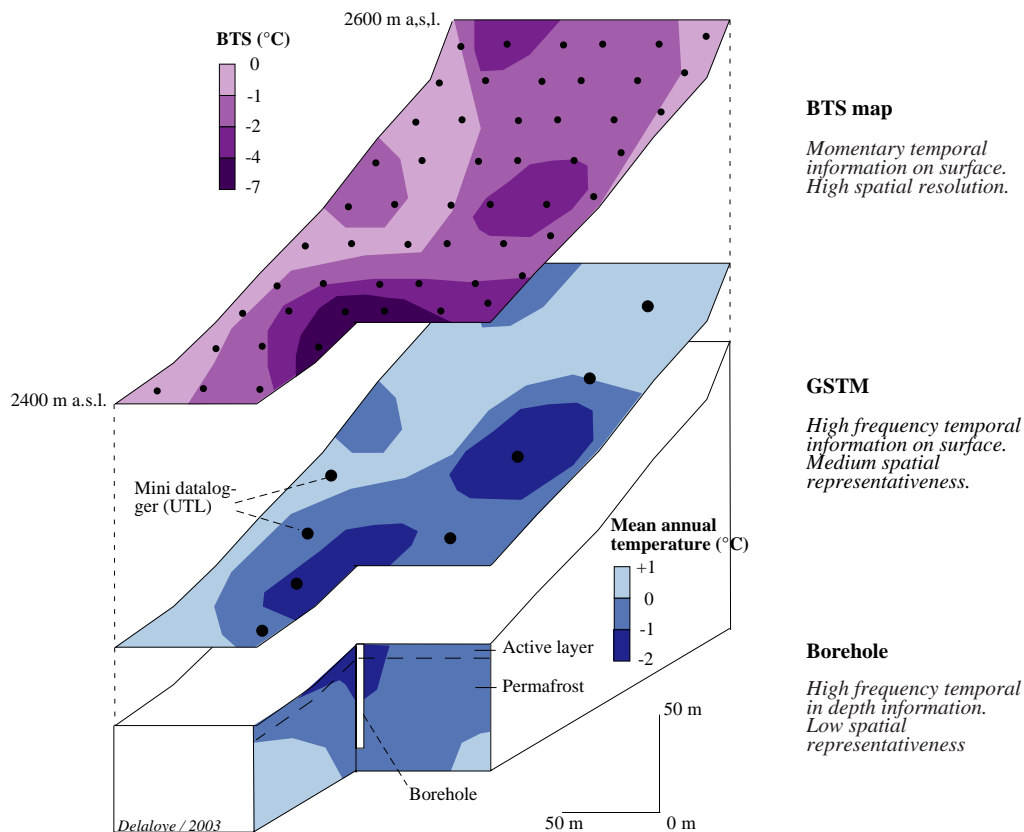 2600 m a,s,l.
BTS (°C)
0
-1
-2
-4
-7
BTS map
Momentary temporal
information on surface.
High spatial resolution.
2400 m a.s.l.
GSTM
High frequency temporal
information on surface.
Medium spatial
representativeness.
Mini datalog-
ger (UTL)
Mean annual
temperature (°C)
+1
0
-1
-2
Active layer
Permafrost
Borehole
Borehole
High frequency temporal
in depth information.
Low spatial
representativeness
50 m
50 m
0 m
Delaloye / 2003